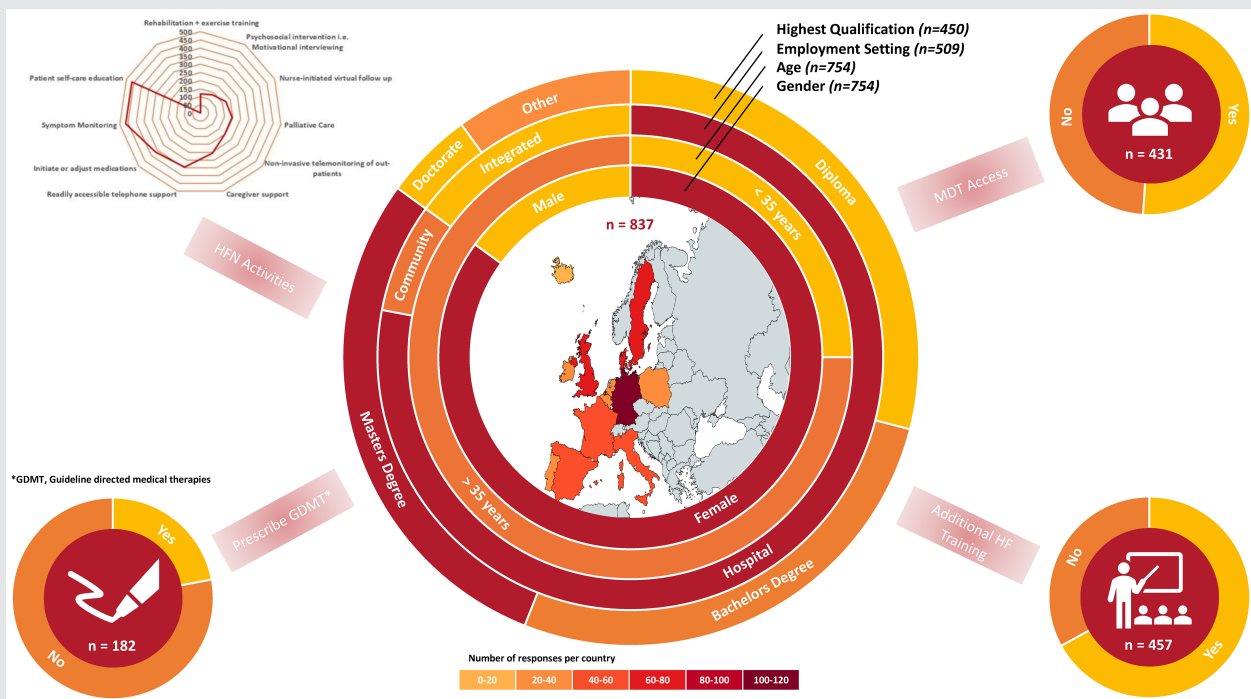 Rehabilitation + exercise training
500
450
400
350
300
250
200
150
100
50
0
Psychosocial intervention i.e.
Motivational interviewing
Nurse-initiated virtual follow up
Palliative Care
Non-invasive telemonitoring of out-
patients
Caregiver support
Readily accessible telephone support
Initiate or adjust medications
Symptom Monitoring
Patient self-care education
HFN Activities
Highest Qualification (n=450)
Employment Setting (n=509)
Age (n=754)
Gender (n=754)
Other
Doctorate
Integrated
Community
Male
Diploma
< 35 years
n = 837
Masters Degree
> 35 years
Female
Hospital
Bachelors Degree
No
Yes
n = 431
MDT Access
*GDMT, Guideline directed medical therapies
Prescribe GDMT*
Yes
No
n = 182
Additional HF
Training
No
Yes
n = 457
Number of responses per country
0-20 20-40 40-60 60-80 80-100 100-120